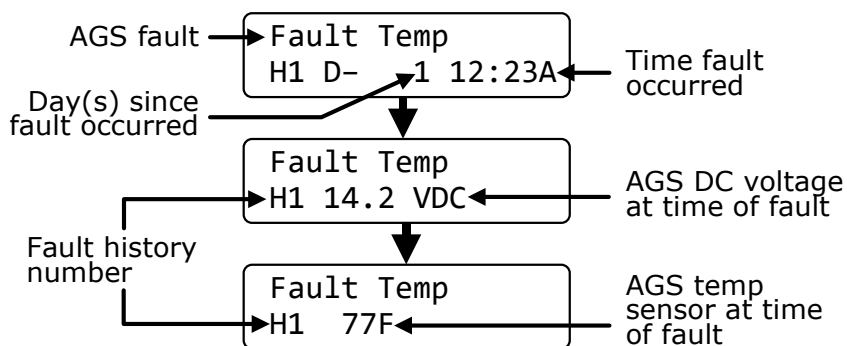 AGS fault
Fault Temp
H1 D–   1 12:23A
Time fault
occurred
Day(s) since
fault occurred
Fault Temp
H1 14.2 VDC
AGS DC voltage
at time of fault
Fault history
number
Fault Temp
H1   77F
AGS temp
sensor at time
of fault